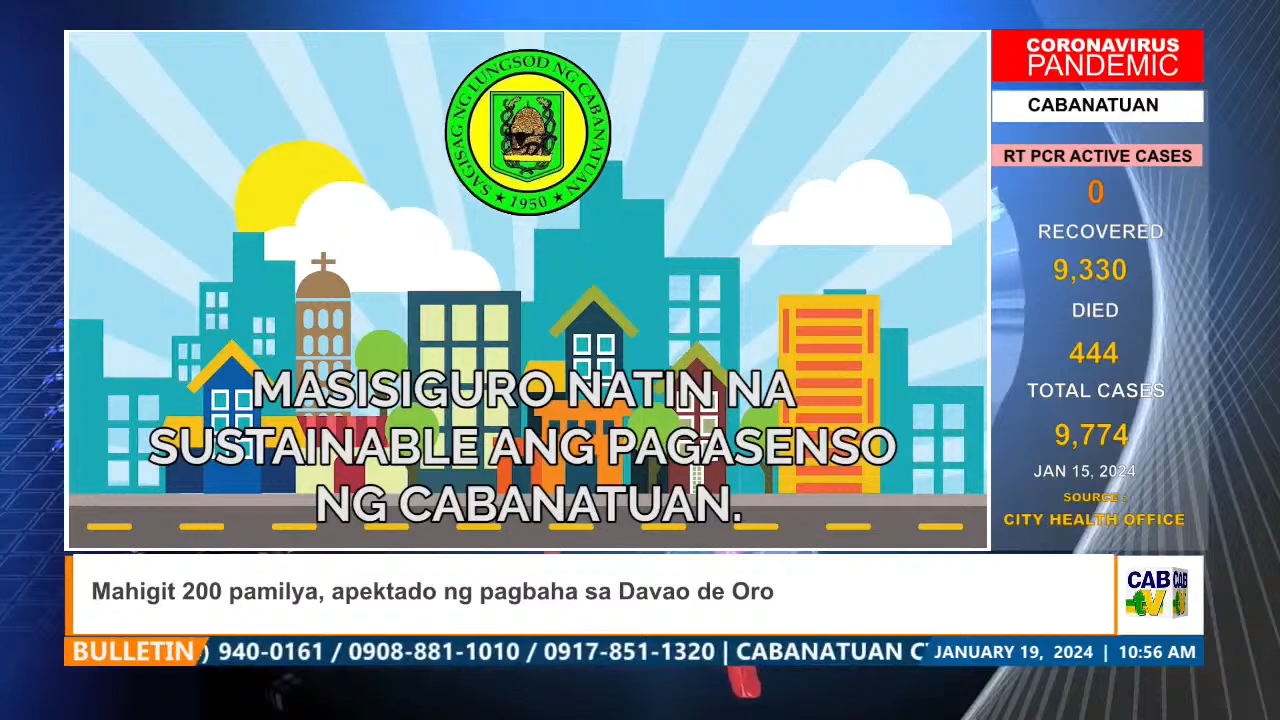 SAGISAG NG LUNGSOD NG CABANATUAN
★ 1950 ★
MASISIGURO NATIN NA
SUSTAINABLE ANG PAGASENSO
NG CABANATUAN.
CORONAVIRUS
PANDEMIC
CABANATUAN
RT PCR ACTIVE CASES
0
RECOVERED
9,330
DIED
444
TOTAL CASES
9,774
JAN 15, 2024
SOURCE :
CITY HEALTH OFFICE
Mahigit 200 pamilya, apektado ng pagbaha sa Davao de Oro
CAB
tv
CAB
BULLETIN
) 940-0161 / 0908-881-1010 / 0917-851-1320 | CABANATUAN
JANUARY 19, 2024 | 10:56 AM